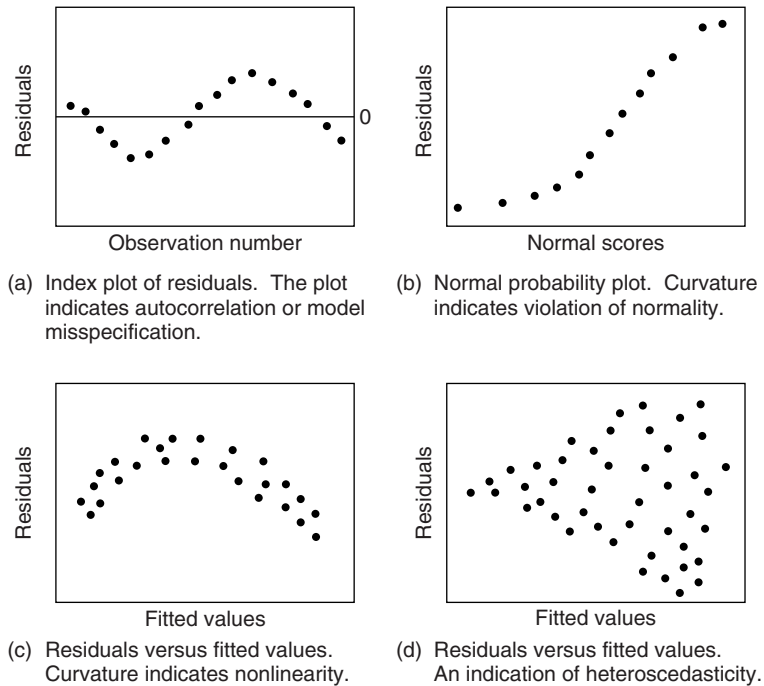 Residuals
0
Observation number
(a) Index plot of residuals. The plot
indicates autocorrelation or model
misspecification.
Residuals
Normal scores
(b) Normal probability plot. Curvature
indicates violation of normality.
Residuals
Fitted values
(c) Residuals versus fitted values.
Curvature indicates nonlinearity.
Residuals
Fitted values
(d) Residuals versus fitted values.
An indication of heteroscedasticity.